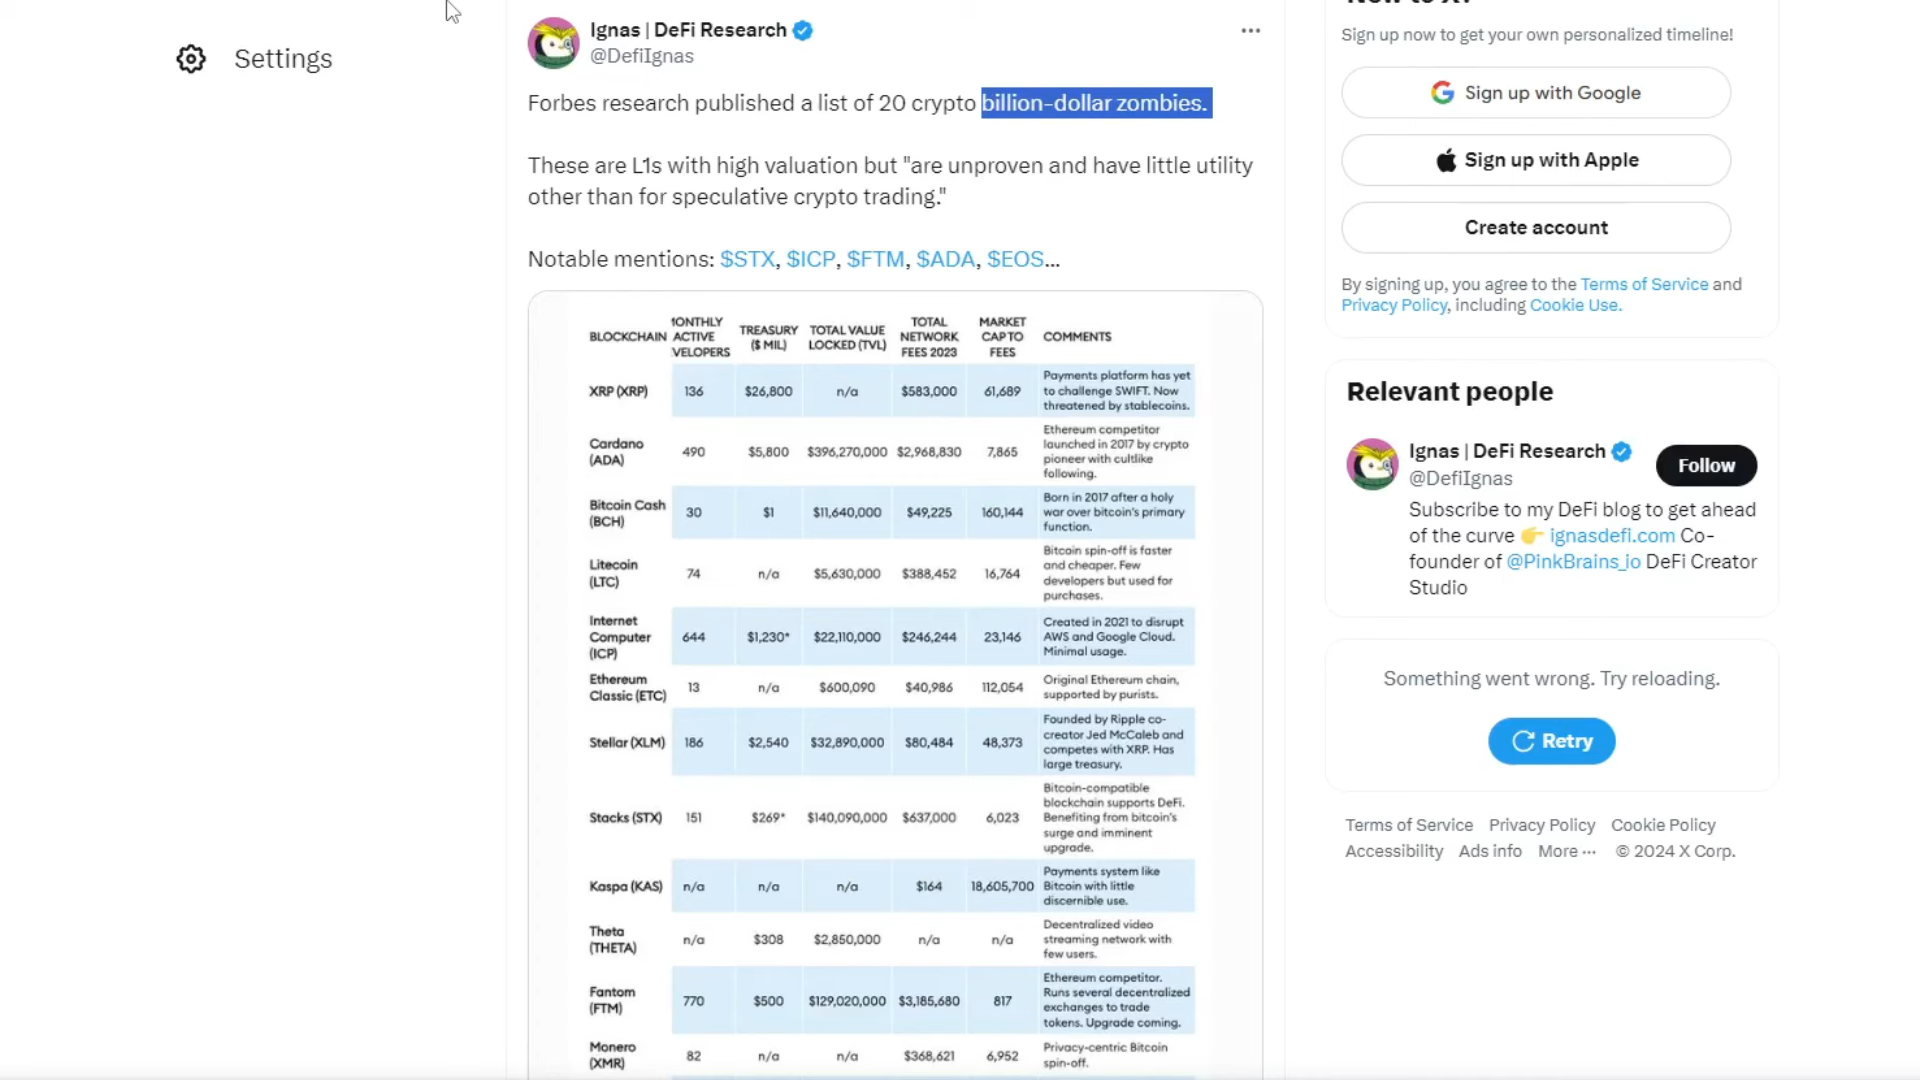 Settings
Ignas | DeFi Research
@DefiIgnas
Forbes research published a list of 20 crypto billion-dollar zombies.
These are L1s with high valuation but "are unproven and have little utility
other than for speculative crypto trading."
Notable mentions: $STX, $ICP, $FTM, $ADA, $EOS...
BLOCKCHAIN MONTHLY ACTIVE VELOPERS TREASURY ($ MIL) TOTAL VALUE LOCKED (TVL) TOTAL NETWORK FEES 2023 MARKET CAP TO FEES COMMENTS
XRP (XRP) 136 $26,800 n/a $583,000 61,689 Payments platform has yet to challenge SWIFT. Now threatened by stablecoins.
Cardano (ADA) 490 $5,800 $396,270,000 $2,968,830 7,865 Ethereum competitor launched in 2017 by crypto pioneer with cultlike following.
Bitcoin Cash (BCH) 30 $1 $11,640,000 $49,225 160,144 Born in 2017 after a holy war over bitcoin's primary function.
Litecoin (LTC) 74 n/a $5,630,000 $388,452 16,764 Bitcoin spin-off is faster and cheaper. Few developers but used for purchases.
Internet Computer (ICP) 644 $1,230* $22,110,000 $246,244 23,146 Created in 2021 to disrupt AWS and Google Cloud. Minimal usage.
Ethereum Classic (ETC) 13 n/a $600,090 $40,986 112,054 Original Ethereum chain, supported by purists.
Stellar (XLM) 186 $2,540 $32,890,000 $80,484 48,373 Founded by Ripple co-creator Jed McCaleb and competes with XRP. Has large treasury.
Stacks (STX) 151 $269* $140,090,000 $637,000 6,023 Bitcoin-compatible blockchain supports DeFi. Benefiting from bitcoin's surge and imminent upgrade.
Kaspa (KAS) n/a n/a n/a $164 18,605,700 Payments system like Bitcoin with little discernible use.
Theta (THETA) n/a $308 $2,850,000 n/a n/a Decentralized video streaming network with few users.
Fantom (FTM) 770 $500 $129,020,000 $3,185,680 817 Ethereum competitor. Runs several decentralized exchanges to trade tokens. Upgrade coming.
Monero (XMR) 82 n/a n/a $368,621 6,952 Privacy-centric Bitcoin spin-off.
Sign up now to get your own personalized timeline!
Sign up with Google
Sign up with Apple
Create account
By signing up, you agree to the Terms of Service and
Privacy Policy, including Cookie Use.
Relevant people
Ignas | DeFi Research
@DefiIgnas
Follow
Subscribe to my DeFi blog to get ahead
of the curve 👉 ignasdefi.com Co-
founder of @PinkBrains_io DeFi Creator
Studio
Something went wrong. Try reloading.
Retry
Terms of Service Privacy Policy Cookie Policy
Accessibility Ads info More ··· © 2024 X Corp.